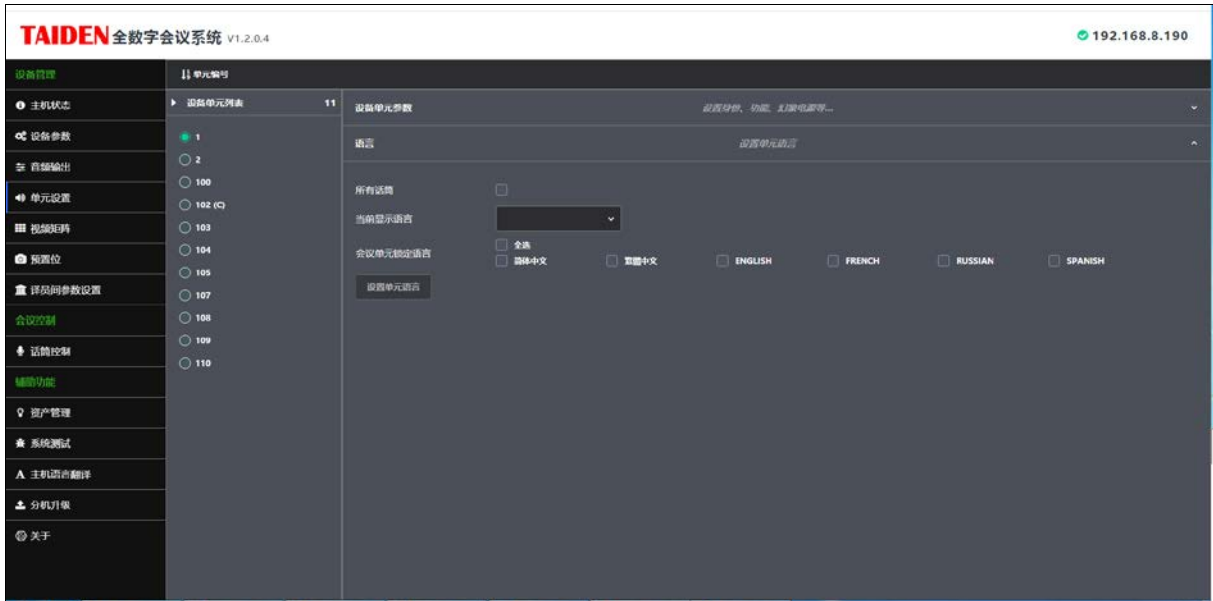 TAIDEN 全数字会议系统 V1.2.0.4
192.168.8.190
设备管理
主机状态
设备参数
音频输出
单元设置
视频矩阵
预置位
译员间参数设置
会议控制
话筒控制
辅助功能
资产管理
系统测试
主机语言翻译
分机升级
关于
单元编号
设备单元列表 11
1
2
100
102 (C)
103
104
105
107
108
109
110
设备单元参数 设置身份、功能、幻象电源等...
语言 设置单元语言
所有话筒
当前显示语言
会议单元锁定语言 全选
简体中文 繁體中文 ENGLISH FRENCH RUSSIAN SPANISH
设置单元语言